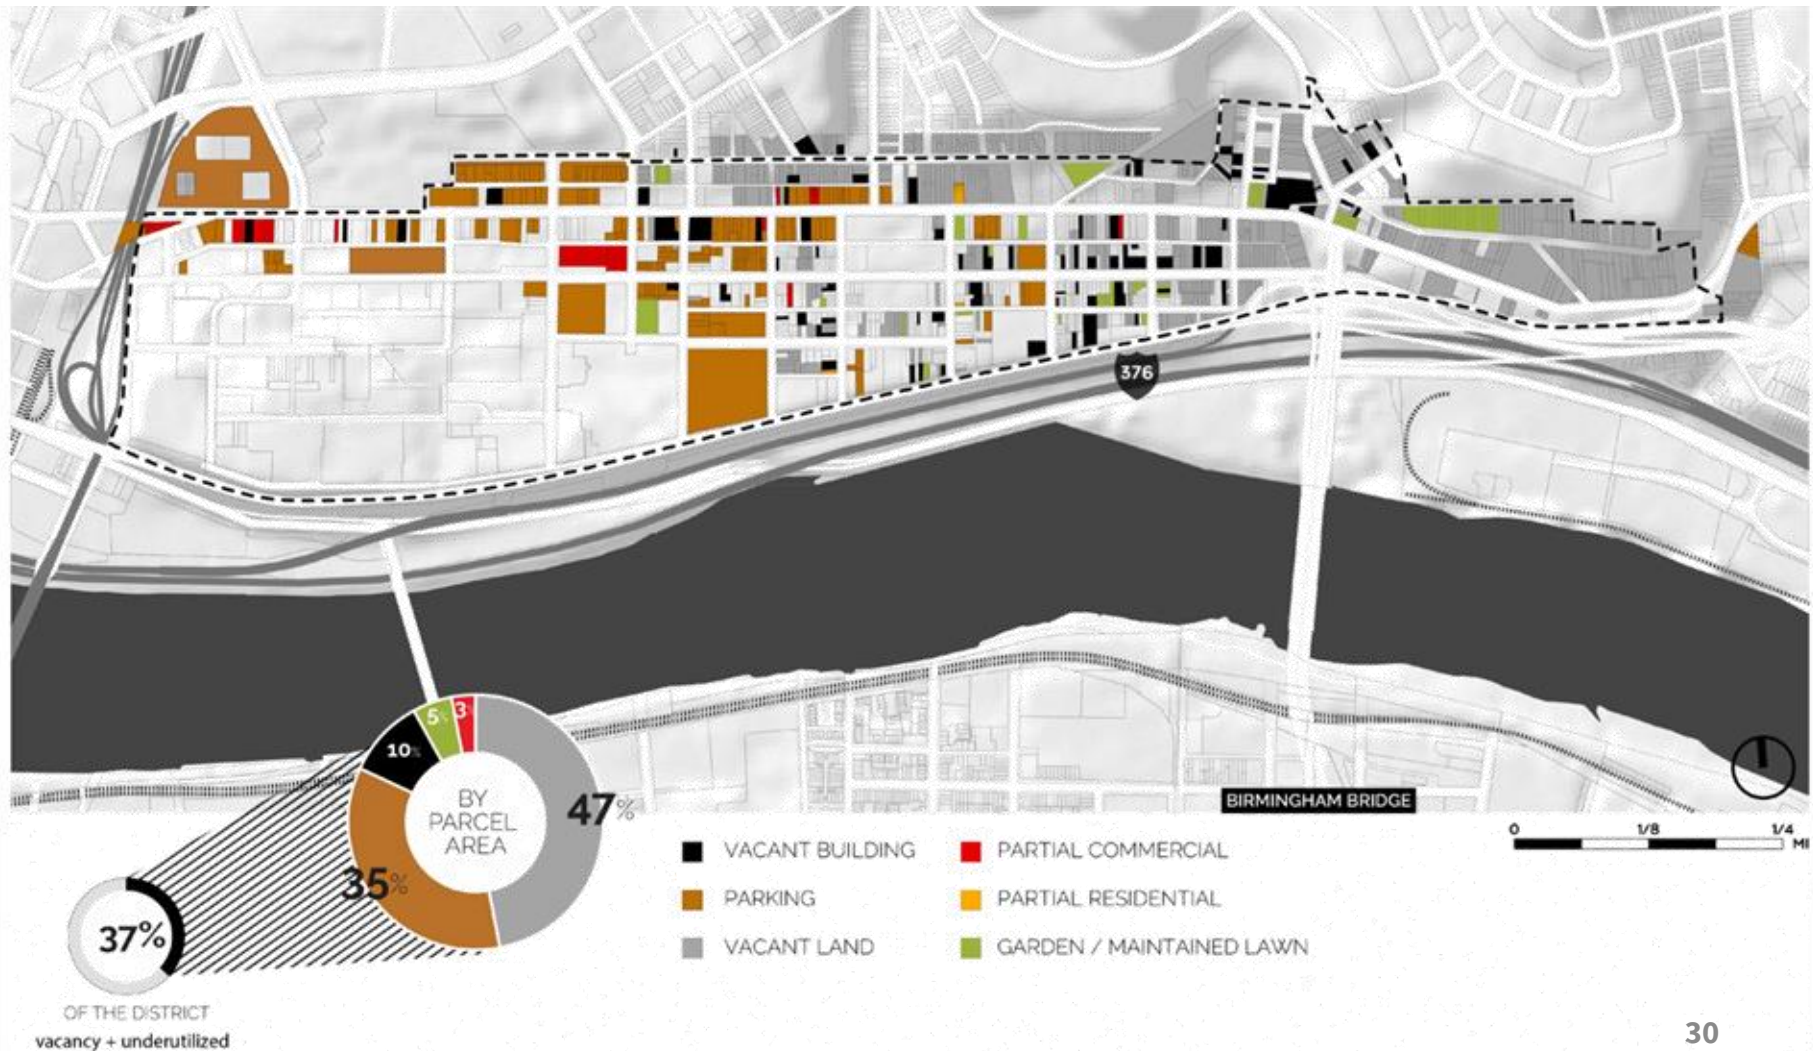 376
5%
3%
10%
BY
PARCEL
AREA
47%
35%
37%
OF THE DISTRICT
vacancy + underutilized
BIRMINGHAM BRIDGE
0 1/8 1/4
MI
VACANT BUILDING
PARKING
VACANT LAND
PARTIAL COMMERCIAL
PARTIAL RESIDENTIAL
GARDEN / MAINTAINED LAWN
30